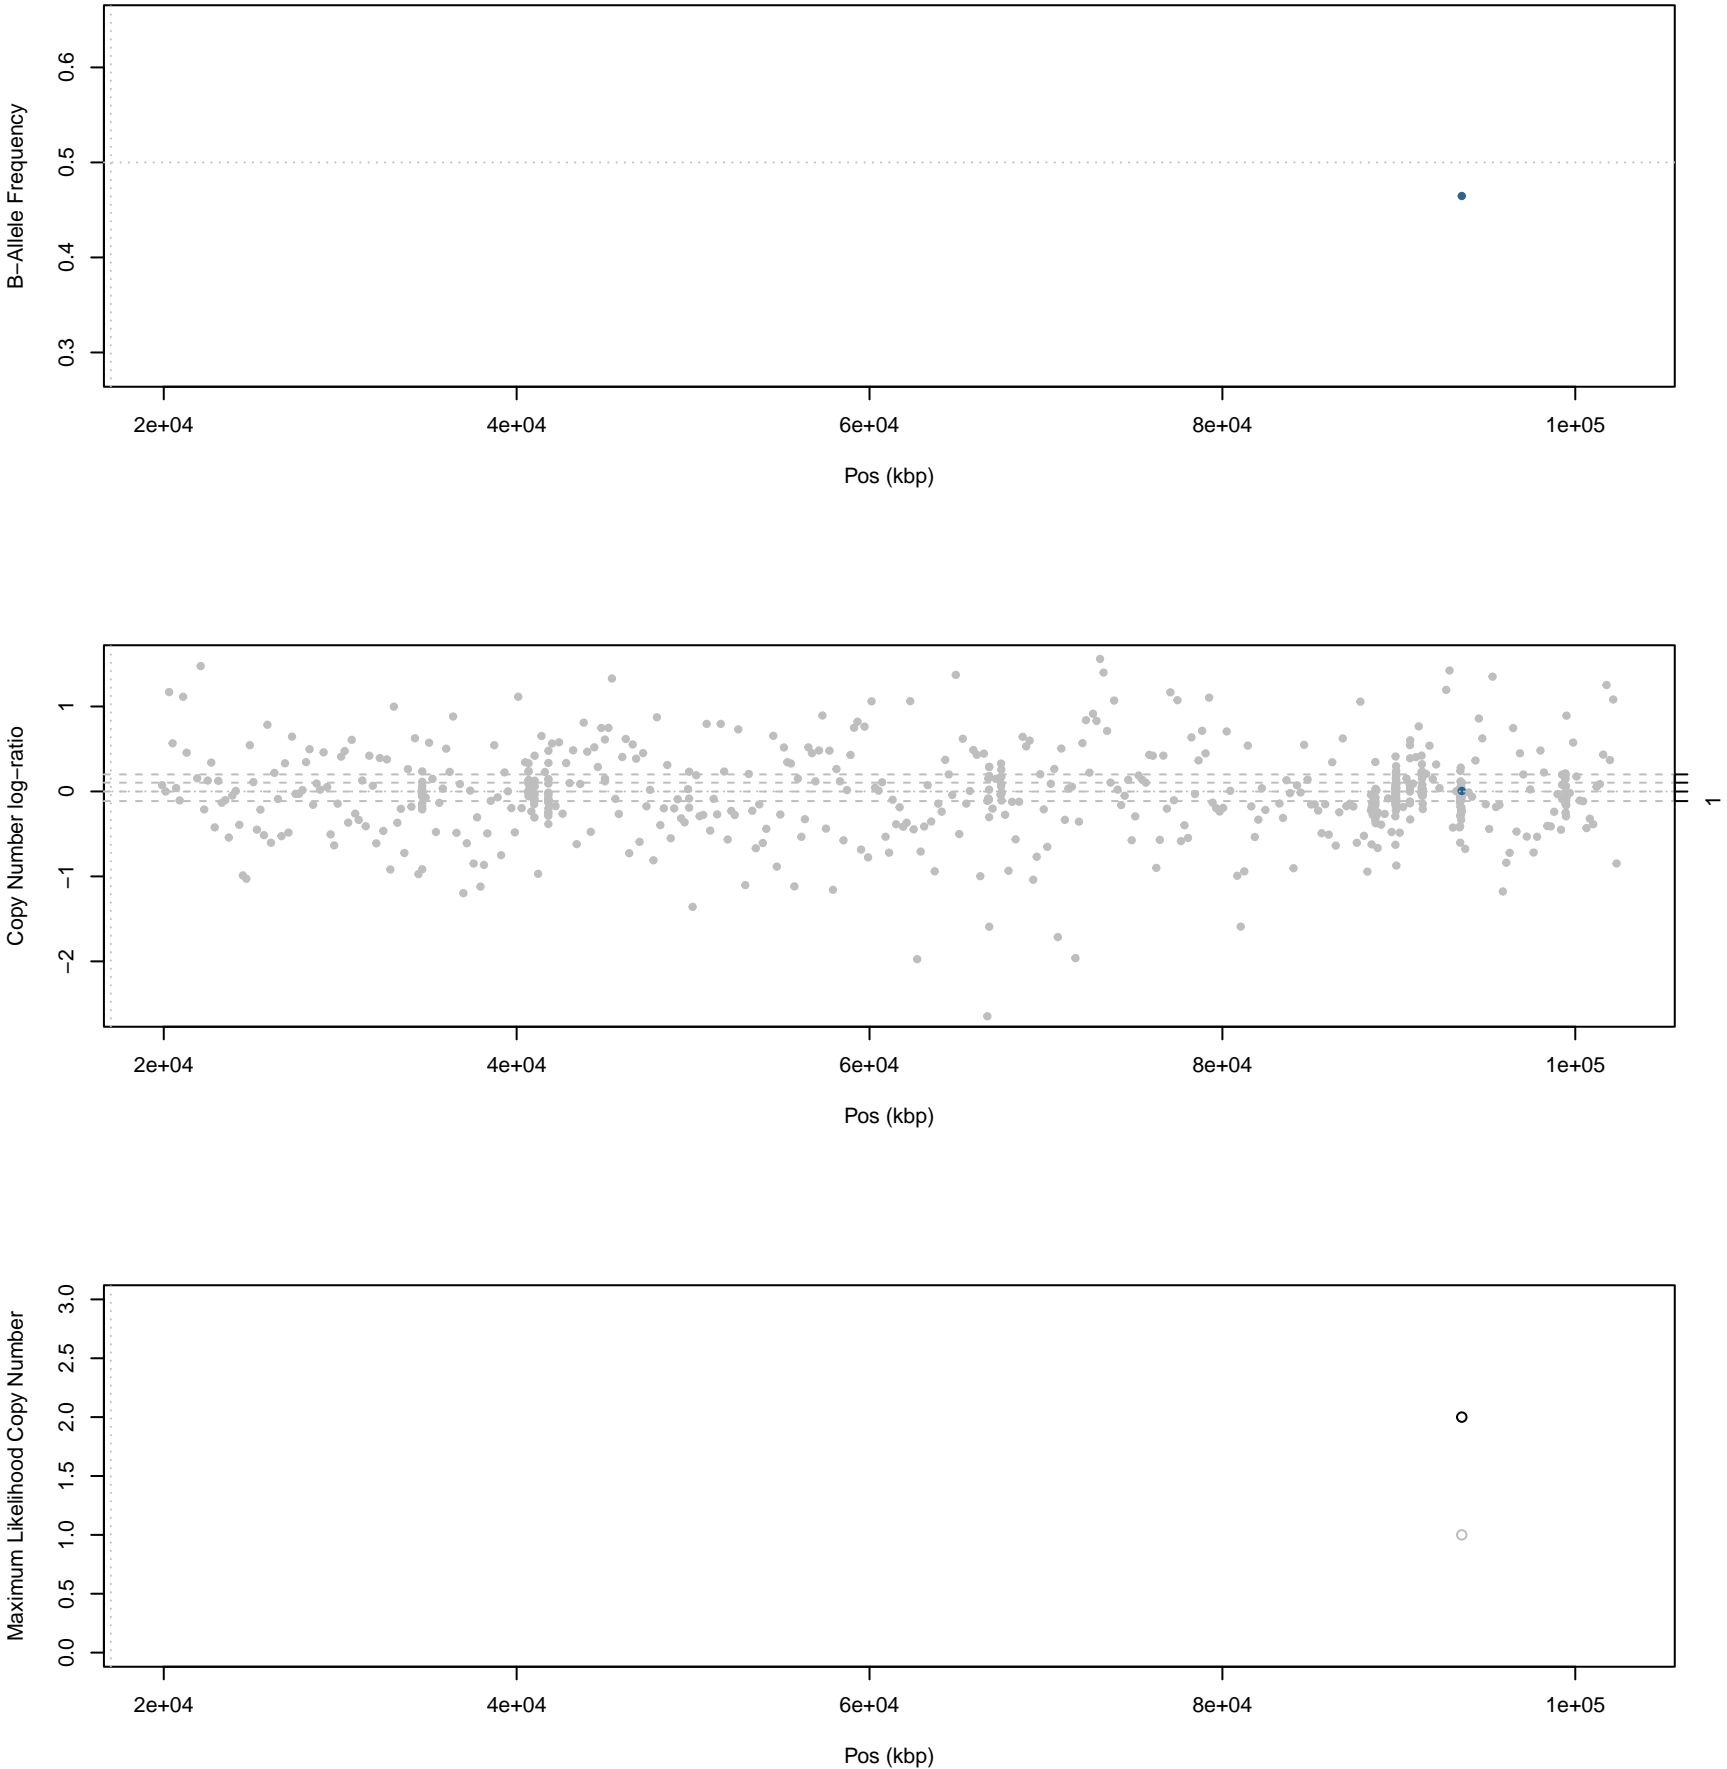 B−Allele Frequency
0.6
0.5
0.4
0.3
2e+04 4e+04 6e+04 8e+04 1e+05
Pos (kbp)
Copy Number log−ratio
1
0
−1
−2
1
2e+04 4e+04 6e+04 8e+04 1e+05
Pos (kbp)
Maximum Likelihood Copy Number
3.0
2.5
2.0
1.5
1.0
0.5
0.0
2e+04 4e+04 6e+04 8e+04 1e+05
Pos (kbp)